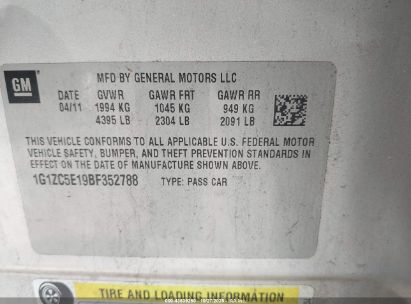 GM
MFD BY GENERAL MOTORS LLC
DATE GVWR GAWR FRT GAWR RR
04/11 1994 KG 1045 KG 949 KG
4395 LB 2304 LB 2091 LB
THIS VEHICLE CONFORMS TO ALL APPLICABLE U.S. FEDERAL MOTOR
VEHICLE SAFETY, BUMPER, AND THEFT PREVENTION STANDARDS IN
EFFECT ON THE DATE OF MANUFACTURE SHOWN ABOVE.
1G1ZC5E19BF352788 TYPE: PASS CAR
TIRE AND LOADING INFORMATION